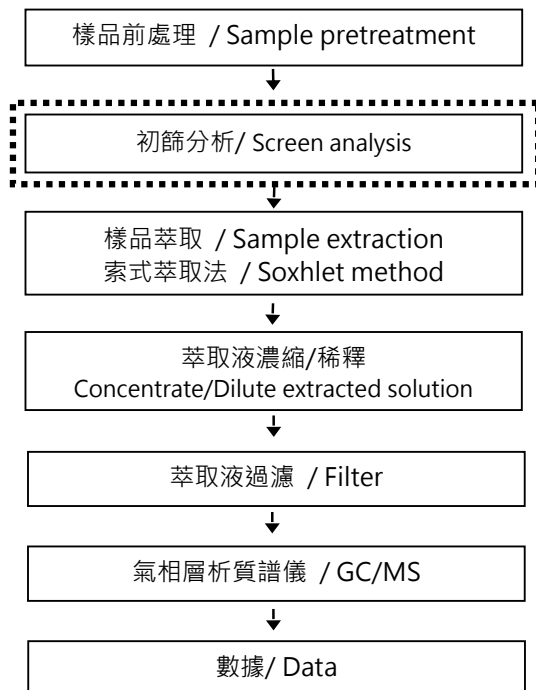 樣品前處理 / Sample pretreatment
初篩分析/ Screen analysis
樣品萃取 / Sample extraction
索式萃取法 / Soxhlet method
萃取液濃縮/稀釋
Concentrate/Dilute extracted solution
萃取液過濾 / Filter
氣相層析質譜儀 / GC/MS
數據/ Data